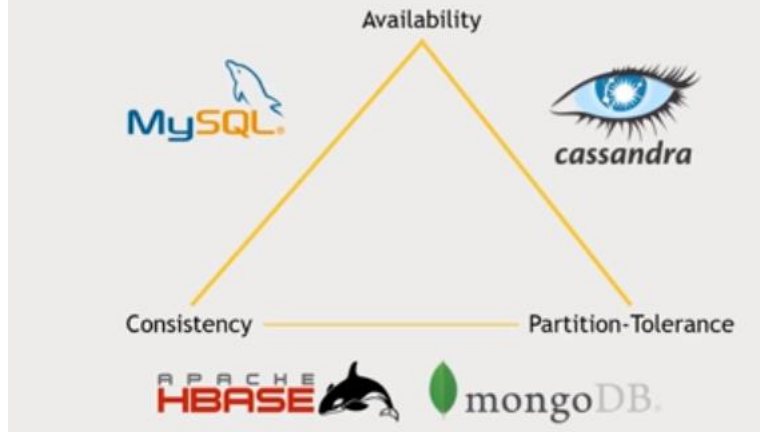 Availability
MySQL®
cassandra
Consistency
Partition-Tolerance
APACHE
HBASE
mongoDB.